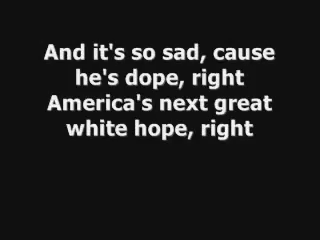 And it's so sad, cause
he's dope, right
America's next great
white hope, right